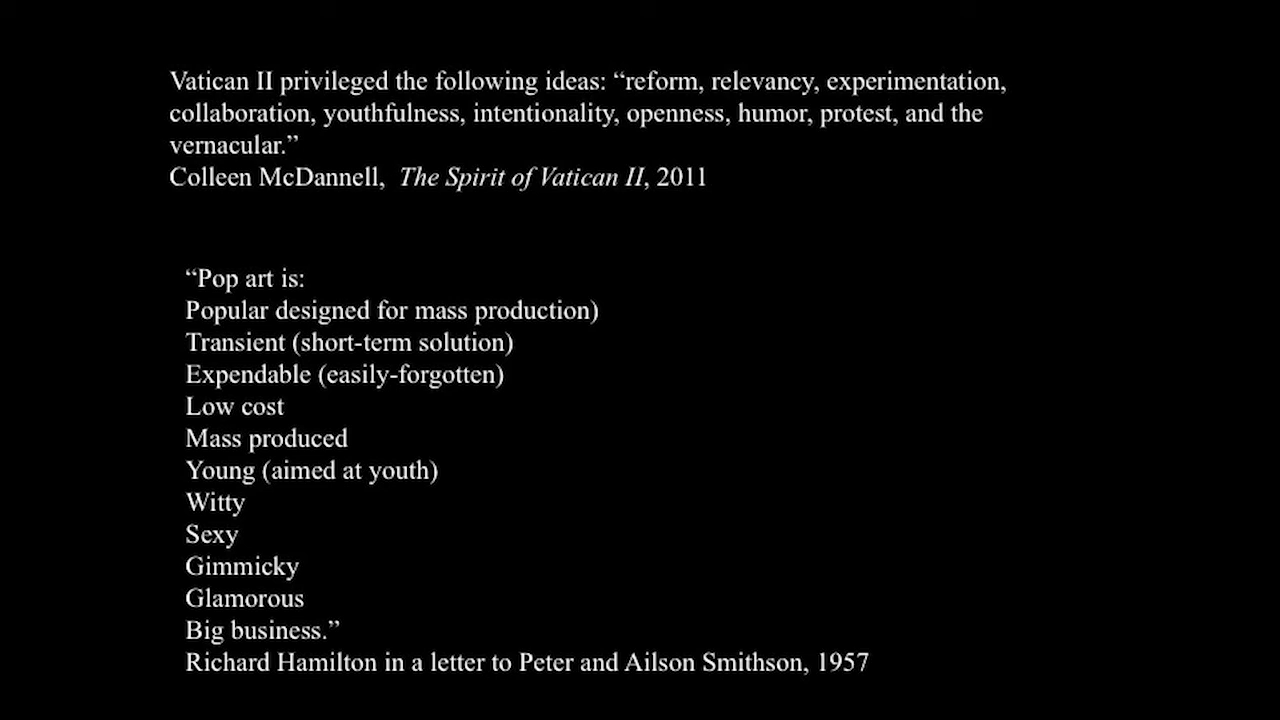 Vatican II privileged the following ideas: “reform, relevancy, experimentation,
collaboration, youthfulness, intentionality, openness, humor, protest, and the
vernacular.”
Colleen McDannell,  The Spirit of Vatican II, 2011
“Pop art is:
Popular designed for mass production)
Transient (short-term solution)
Expendable (easily-forgotten)
Low cost
Mass produced
Young (aimed at youth)
Witty
Sexy
Gimmicky
Glamorous
Big business.”
Richard Hamilton in a letter to Peter and Ailson Smithson, 1957